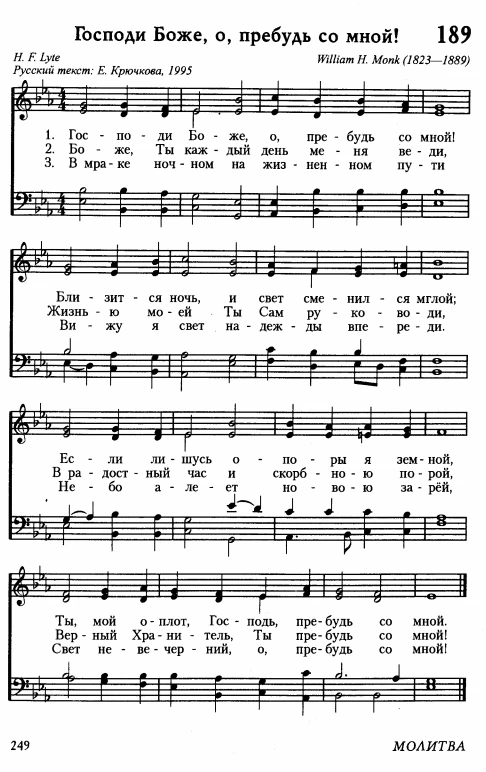 Господи Боже, о, пребудь со мной! 189
H. F. Lyte William H. Monk (1823—1889)
Русский текст: Е. Крючкова, 1995
1. Гос - по - ди Бо - же, о, пре - будь со мной!
2. Бо - же, Ты каж - дый день ме - ня ве - ди,
3. В мра - ке ноч - ном на жиз - нен - ном пу - ти
Бли - зит - ся ночь, и свет сме - нил - ся мглой;
Жизнь - ю мо - ей Ты Сам ру - ко - во - ди,
Ви - жу я свет на - деж - ды впе - ре - ди.
Ес - ли ли - шусь о - по - ры я зем - ной,
В ра - дост - ный час и скорб - но - ю по - рой,
Не - бо а - ле - ет но - во - ю за - рёй,
Ты, мой о - плот, Гос - подь, пре - будь со мной.
Вер - ный Хра - ни - тель, Ты пре - будь со мной!
Свет не - ве - чер - ний, о, пре - будь со мной!
249 МОЛИТВА